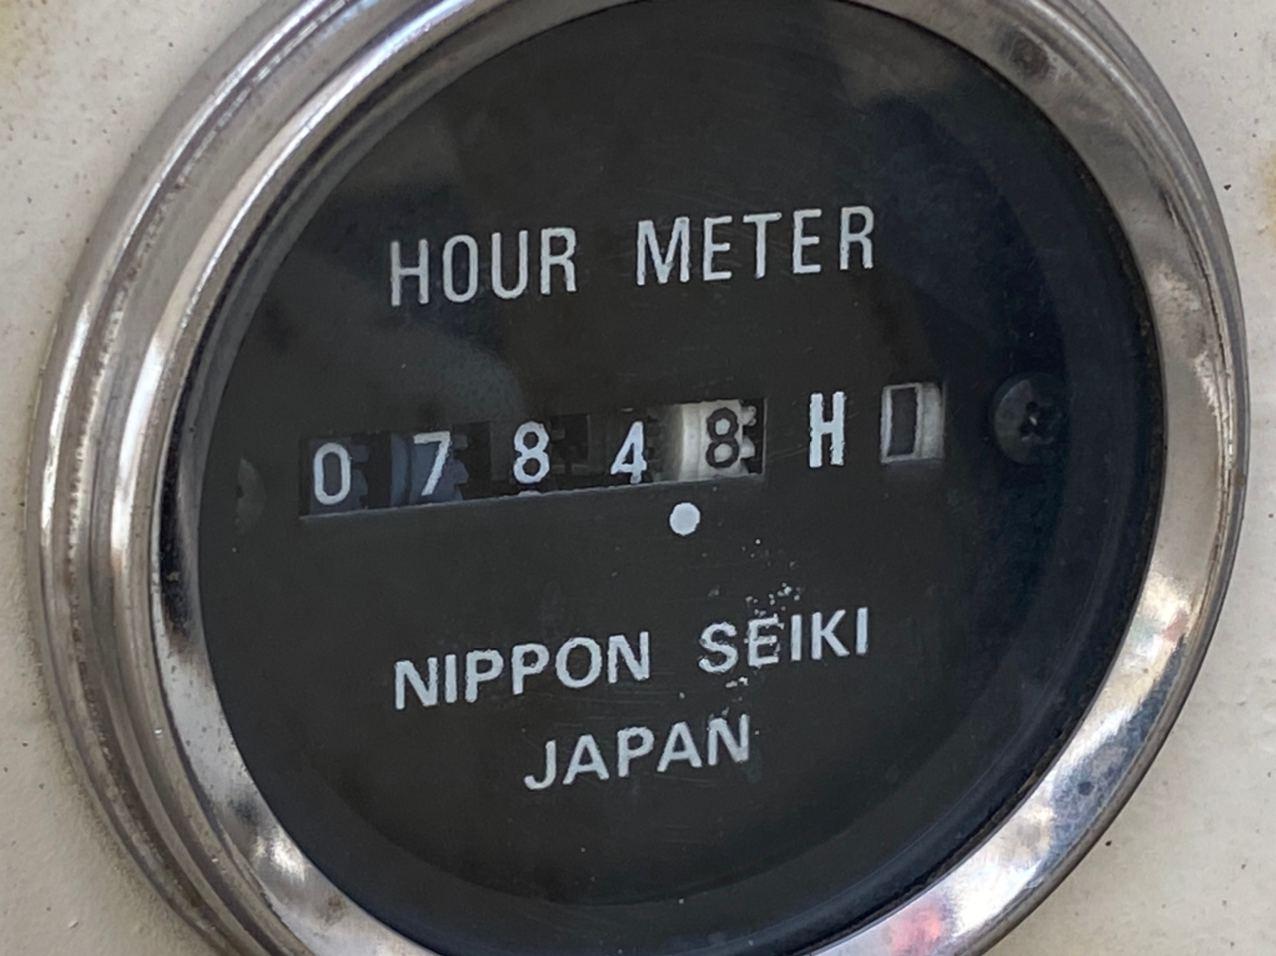 HOUR METER
07848 H
NIPPON SEIKI
JAPAN